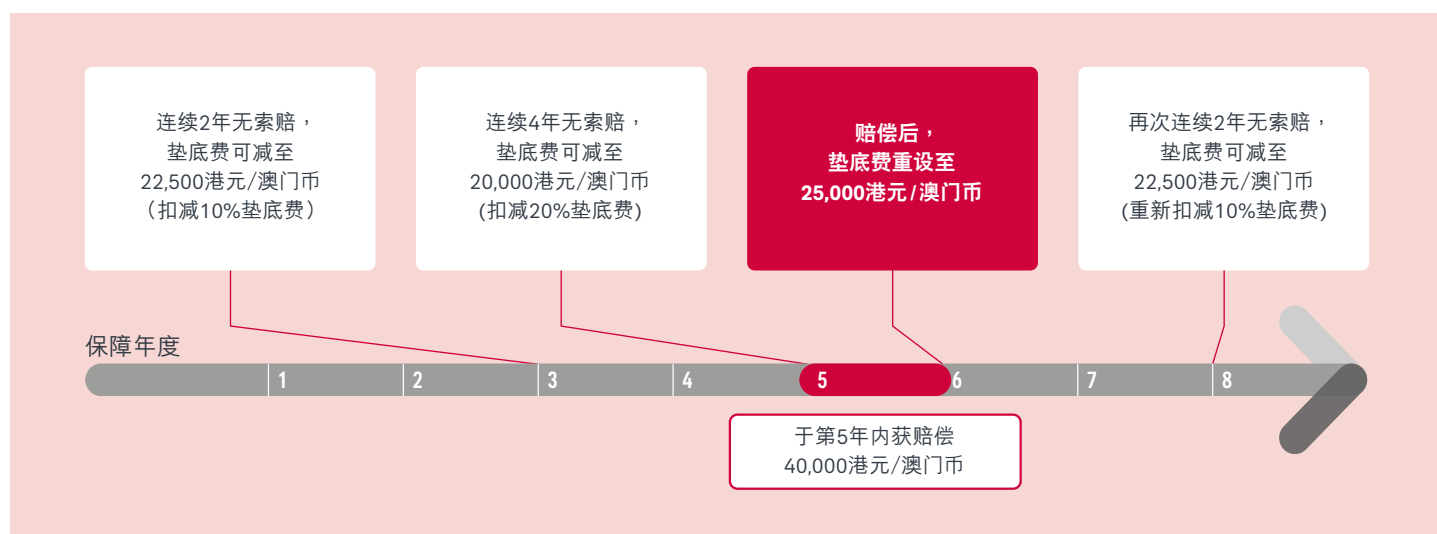 连续2年无索赔，
垫底费可减至
22,500港元/澳门币
（扣减10%垫底费）
连续4年无索赔，
垫底费可减至
20,000港元/澳门币
(扣减20%垫底费)
赔偿后，
垫底费重设至
25,000港元/澳门币
再次连续2年无索赔，
垫底费可减至
22,500港元/澳门币
(重新扣减10%垫底费)
保障年度
1 2 3 4 5 6 7 8
于第5年内获赔偿
40,000港元/澳门币